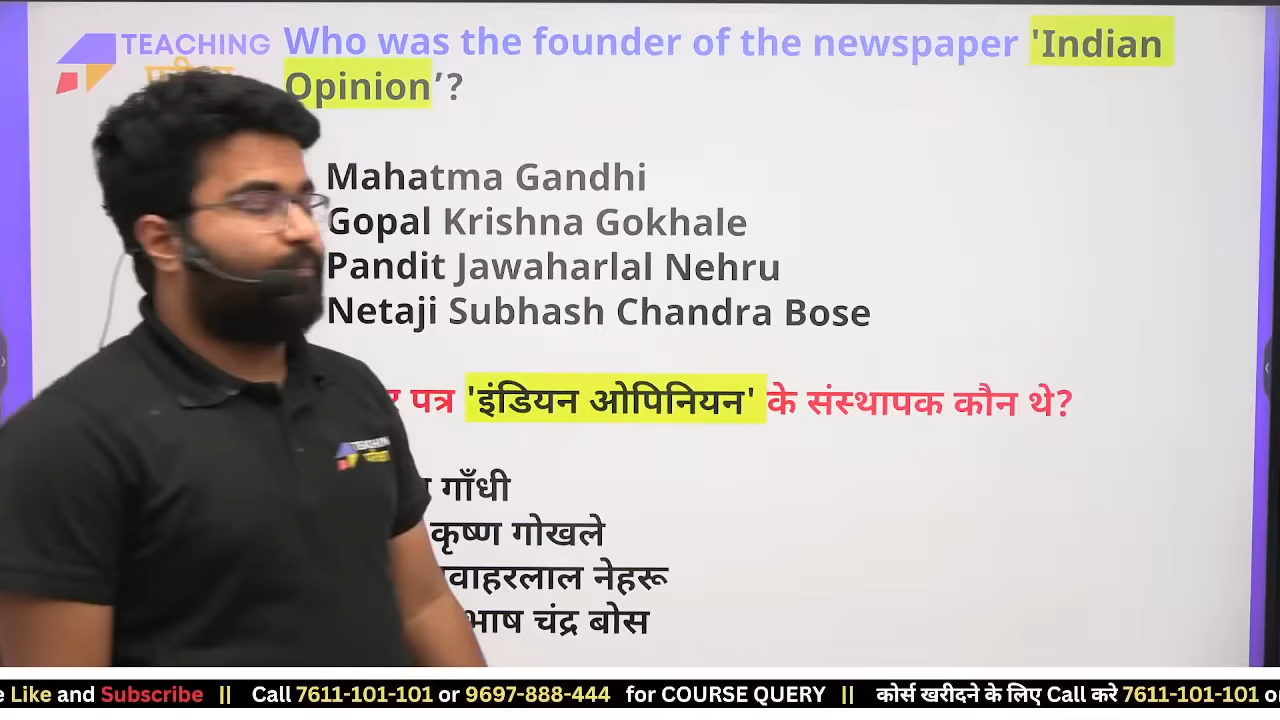 TEACHING
Who was the founder of the newspaper 'Indian
Opinion’?
Mahatma Gandhi
Gopal Krishna Gokhale
Pandit Jawaharlal Nehru
Netaji Subhash Chandra Bose
पत्र 'इंडियन ओपिनियन' के संस्थापक कौन थे?
गाँधी
कृष्ण गोखले
नेहरू
चंद्र बोस
Like and Subscribe || Call 7611-101-101 or 9697-888-444 for COURSE QUERY || कोर्स खरीदने के लिए Call करे 7611-101-101